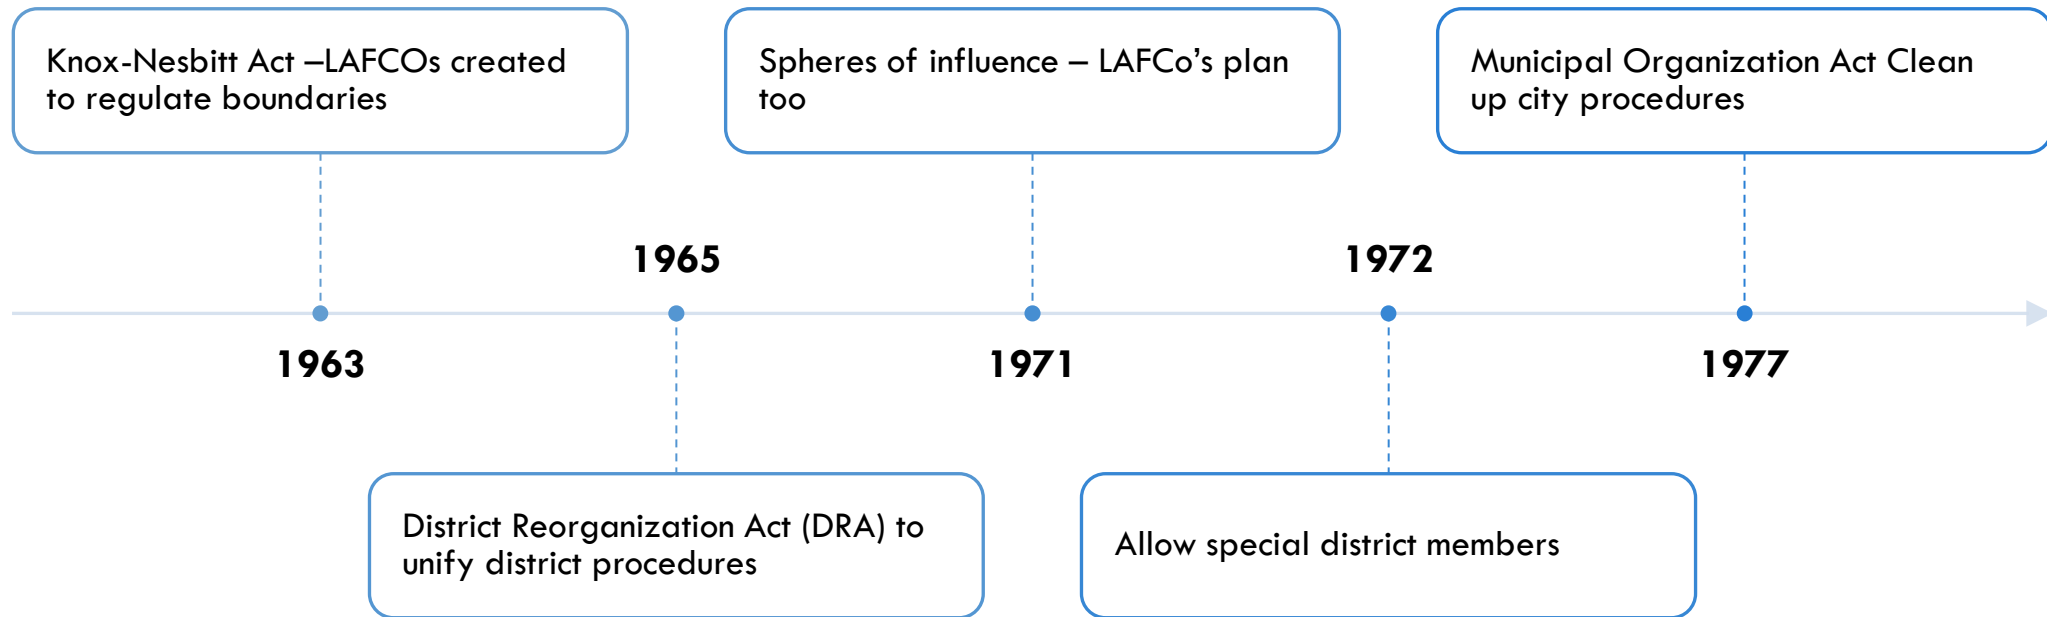 Knox-Nesbitt Act –LAFCOs created
to regulate boundaries
Spheres of influence – LAFCo’s plan
too
Municipal Organization Act Clean
up city procedures
1965
1972
1963
1971
1977
District Reorganization Act (DRA) to
unify district procedures
Allow special district members